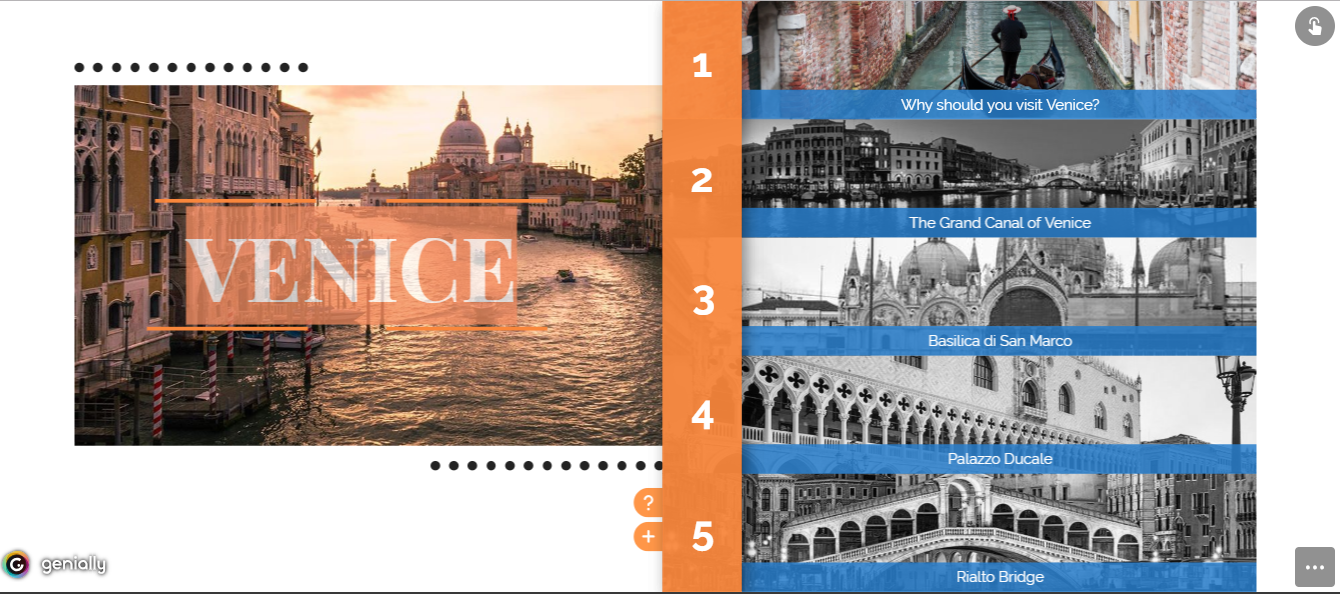 VENICE
?
+
genially
1
Why should you visit Venice?
2
The Grand Canal of Venice
3
Basilica di San Marco
4
Palazzo Ducale
5
Rialto Bridge